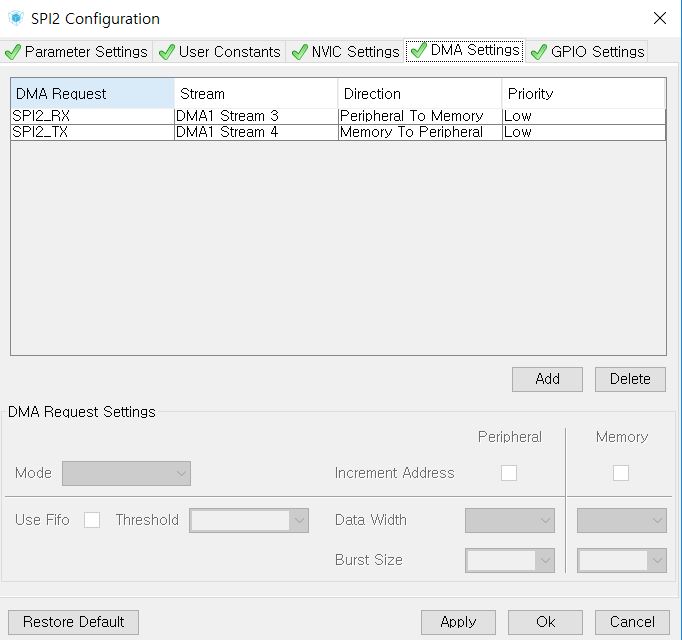 SPI2 Configuration
Parameter Settings User Constants NVIC Settings DMA Settings GPIO Settings
DMA Request Stream Direction Priority
SPI2_RX DMA1 Stream 3 Peripheral To Memory Low
SPI2_TX DMA1 Stream 4 Memory To Peripheral Low
Add Delete
DMA Request Settings
Peripheral Memory
Mode Increment Address
Use Fifo Threshold Data Width
Burst Size
Restore Default Apply Ok Cancel